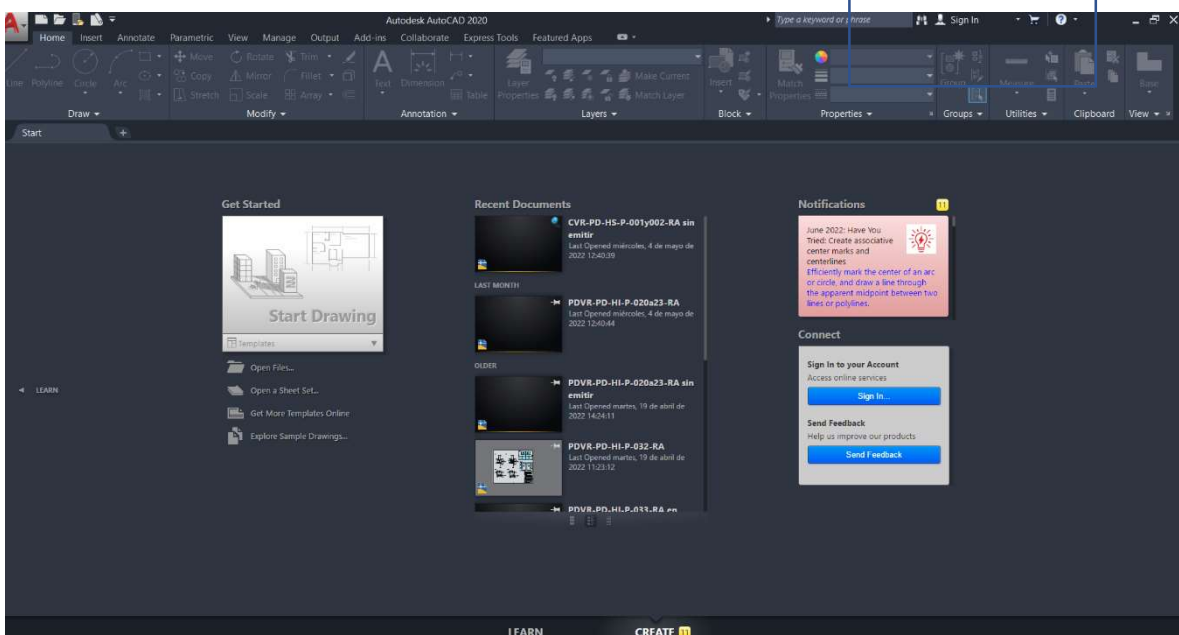 Autodesk AutoCAD 2020
Type a keyword or phrase
Sign In
Home Insert Annotate Parametric View Manage Output Add-ins Collaborate Express Tools Featured Apps
Line Polyline Circle Arc
Move Rotate Trim
Copy Mirror Fillet
Stretch Scale Array
Text Dimension
Table
Layer Properties
Make Current
Match Layer
Insert
Match Properties
Group
Measure
Paste
Base
Draw Modify Annotation Layers Block Properties Groups Utilities Clipboard View
Start
Get Started
Start Drawing
Templates
Open Files...
Open a Sheet Set...
Get More Templates Online
Explore Sample Drawings...
LEARN
Recent Documents
CVR-PD-HS-P-001y002-RA sin
emitir
Last Opened miércoles, 4 de mayo de
2022 12:40:39
LAST MONTH
PDVR-PD-HI-P-020a23-RA
Last Opened miércoles, 4 de mayo de
2022 12:40:44
OLDER
PDVR-PD-HI-P-020a23-RA sin
emitir
Last Opened martes, 19 de abril de
2022 14:24:11
PDVR-PD-HI-P-032-RA
Last Opened martes, 19 de abril de
2022 11:23:12
PDVR-PD-HI-P-033-RA en
Notifications 11
June 2022: Have You
Tried: Create associative
center marks and
centerlines
Efficiently mark the center of an arc
or circle, and draw a line through
the apparent midpoint between two
lines or polylines.
Connect
Sign In to your Account
Access online services
Sign In...
Send Feedback
Help us improve our products
Send Feedback
LEARN CREATE 11